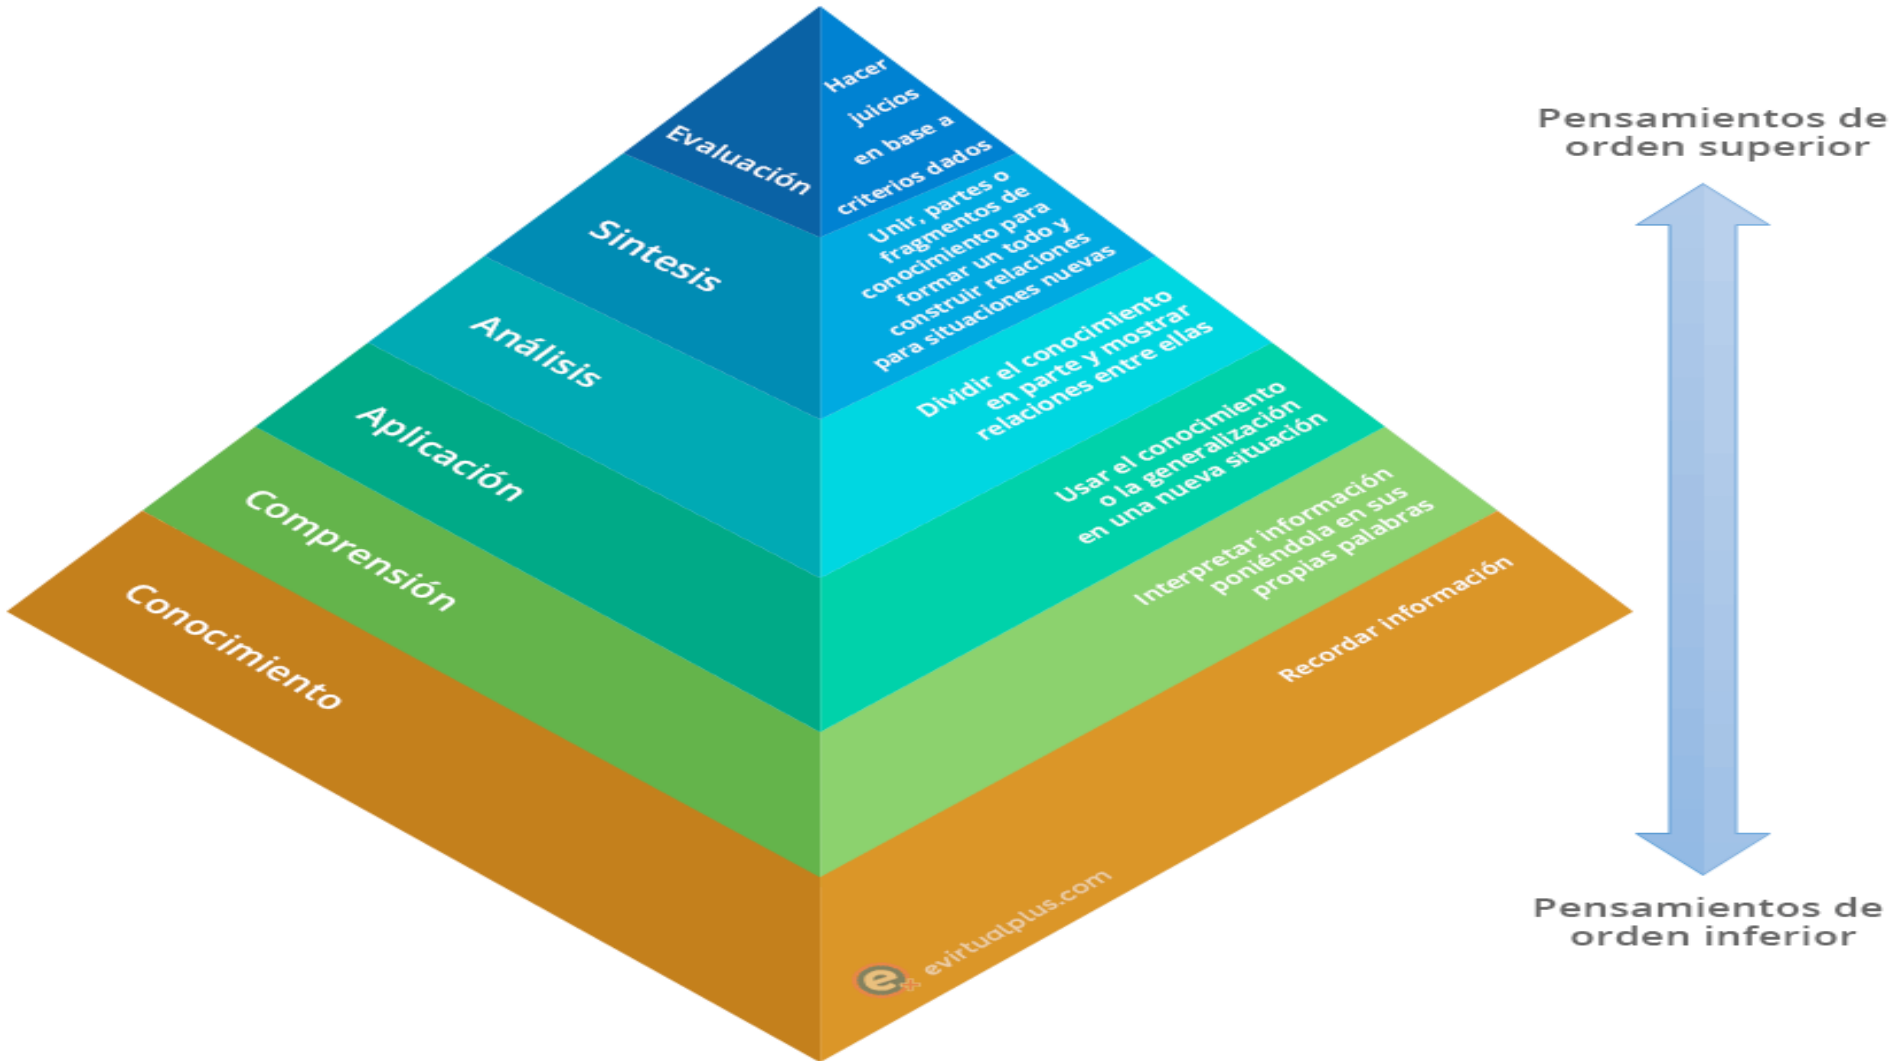 Evaluación
Hacer
juicios
en base a
criterios dados
Sintesis
Unir, partes o
fragmentos de
conocimiento para
formar un todo y
construir relaciones
para situaciones nuevas
Análisis
Dividir el conocimiento
en parte y mostrar
relaciones entre ellas
Aplicación
Usar el conocimiento
o la generalización
en una nueva situación
Comprensión
Interpretar información
poniéndola en sus
propias palabras
Conocimiento
Recordar información
e+ evirtualplus.com
Pensamientos de
orden superior
Pensamientos de
orden inferior